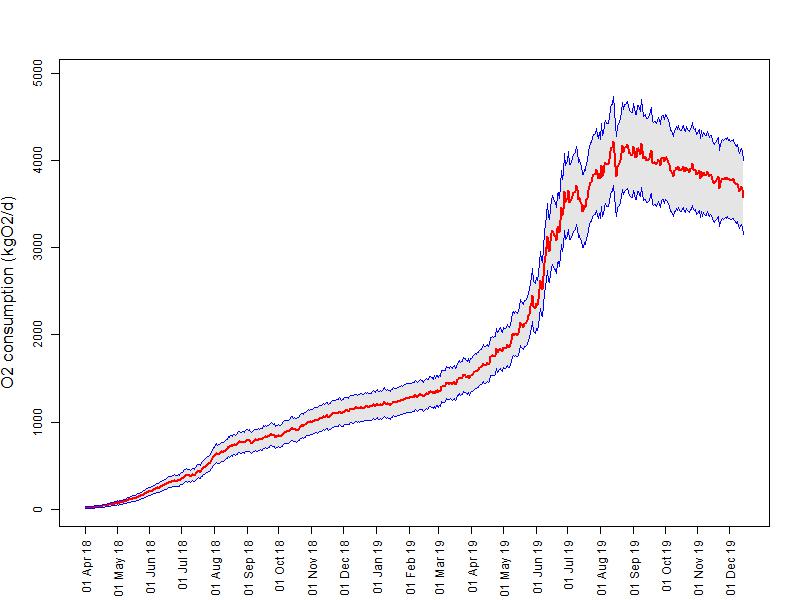 O2 consumption (kgO2/d)
5000
4000
3000
2000
1000
0
01 Apr 18
01 May 18
01 Jun 18
01 Jul 18
01 Aug 18
01 Sep 18
01 Oct 18
01 Nov 18
01 Dec 18
01 Jan 19
01 Feb 19
01 Mar 19
01 Apr 19
01 May 19
01 Jun 19
01 Jul 19
01 Aug 19
01 Sep 19
01 Oct 19
01 Nov 19
01 Dec 19